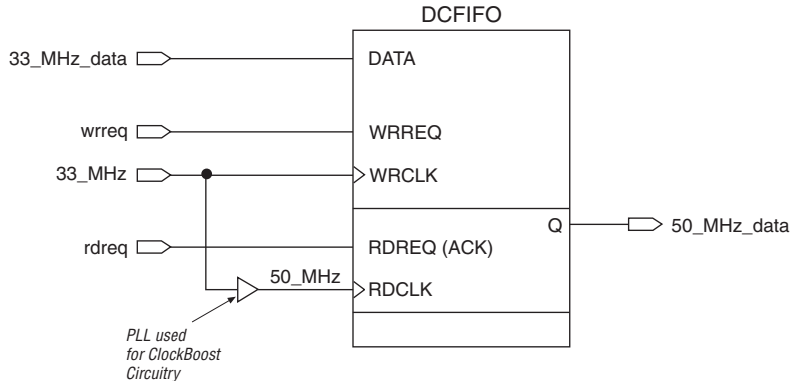 DCFIFO
33_MHz_data
DATA
wrreq
WRREQ
33_MHz
WRCLK
Q
50_MHz_data
rdreq
RDREQ (ACK)
50_MHz
RDCLK
PLL used
for ClockBoost
Circuitry